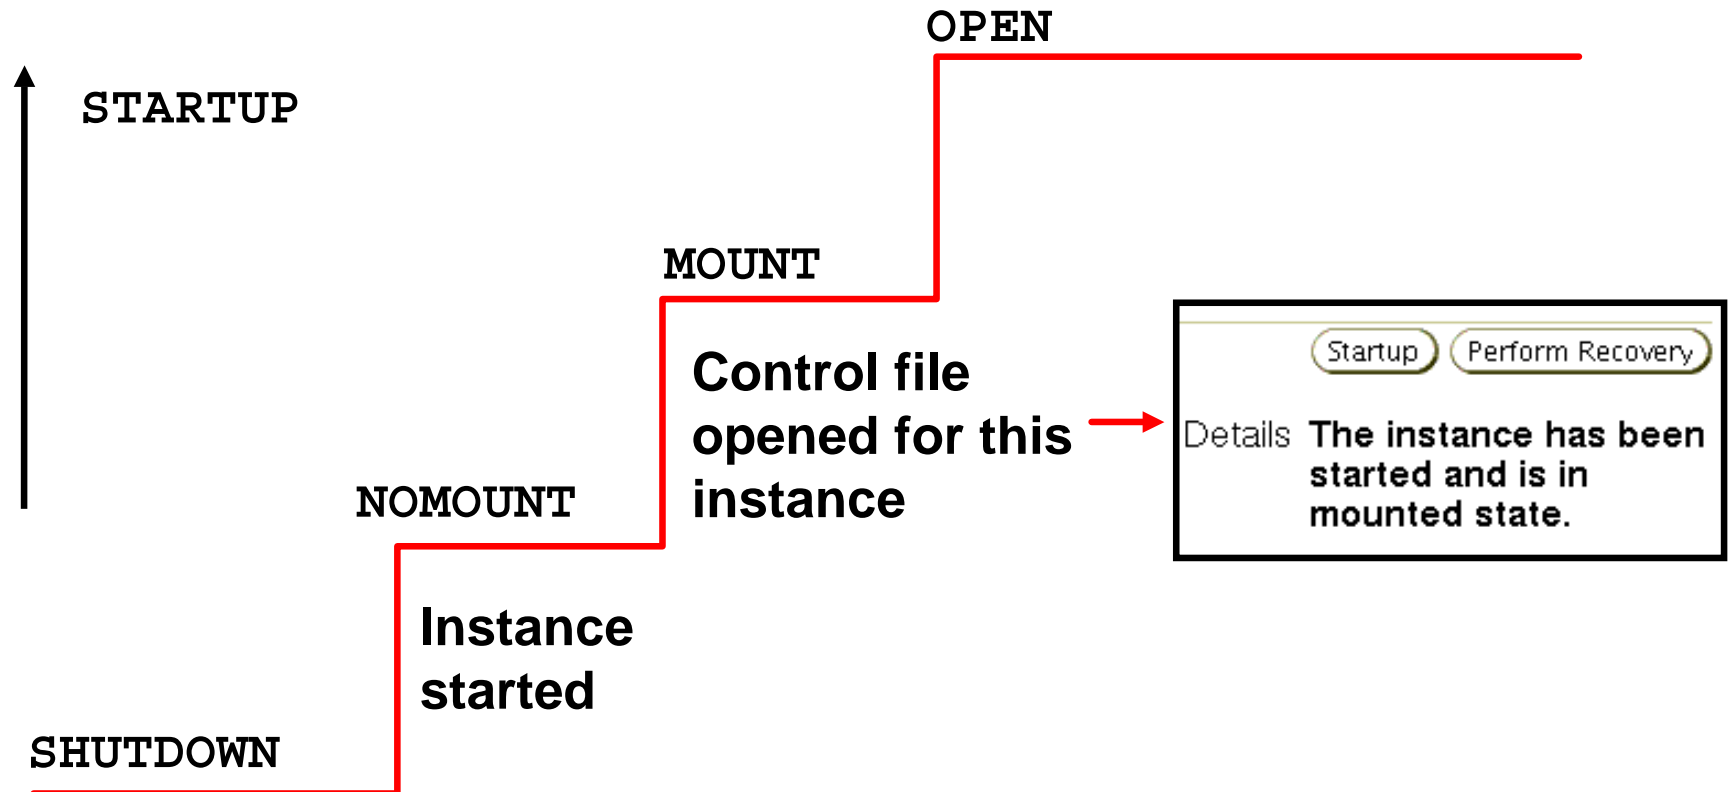 OPEN
STARTUP
MOUNT
Control file
opened for this
instance
Startup
Perform Recovery
Details The instance has been
started and is in
mounted state.
NOMOUNT
Instance
started
SHUTDOWN